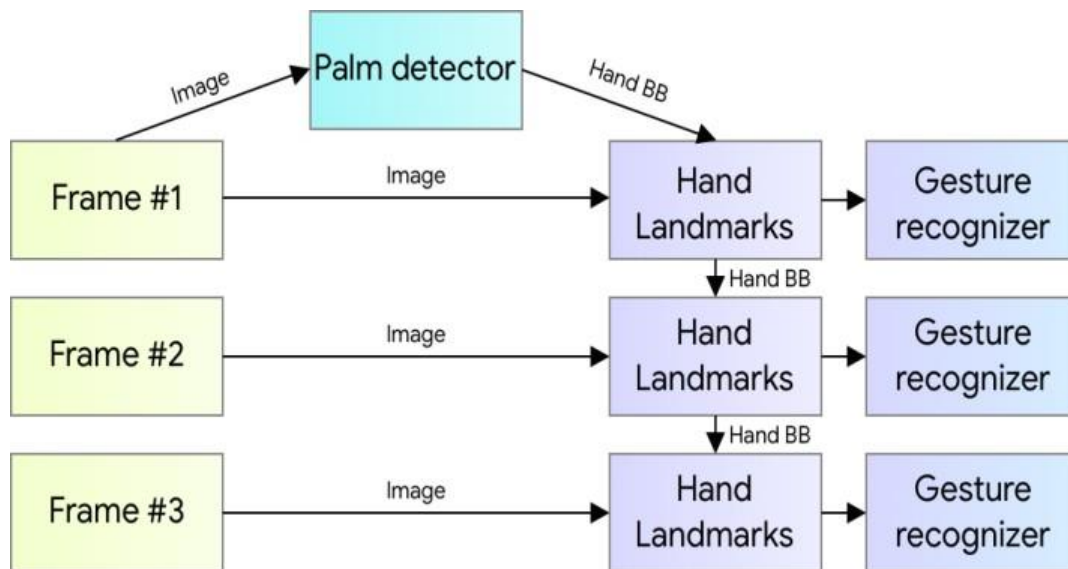 Palm detector
Image
Hand BB
Frame #1
Image
Hand
Landmarks
Gesture
recognizer
Hand BB
Frame #2
Image
Hand
Landmarks
Gesture
recognizer
Hand BB
Frame #3
Image
Hand
Landmarks
Gesture
recognizer